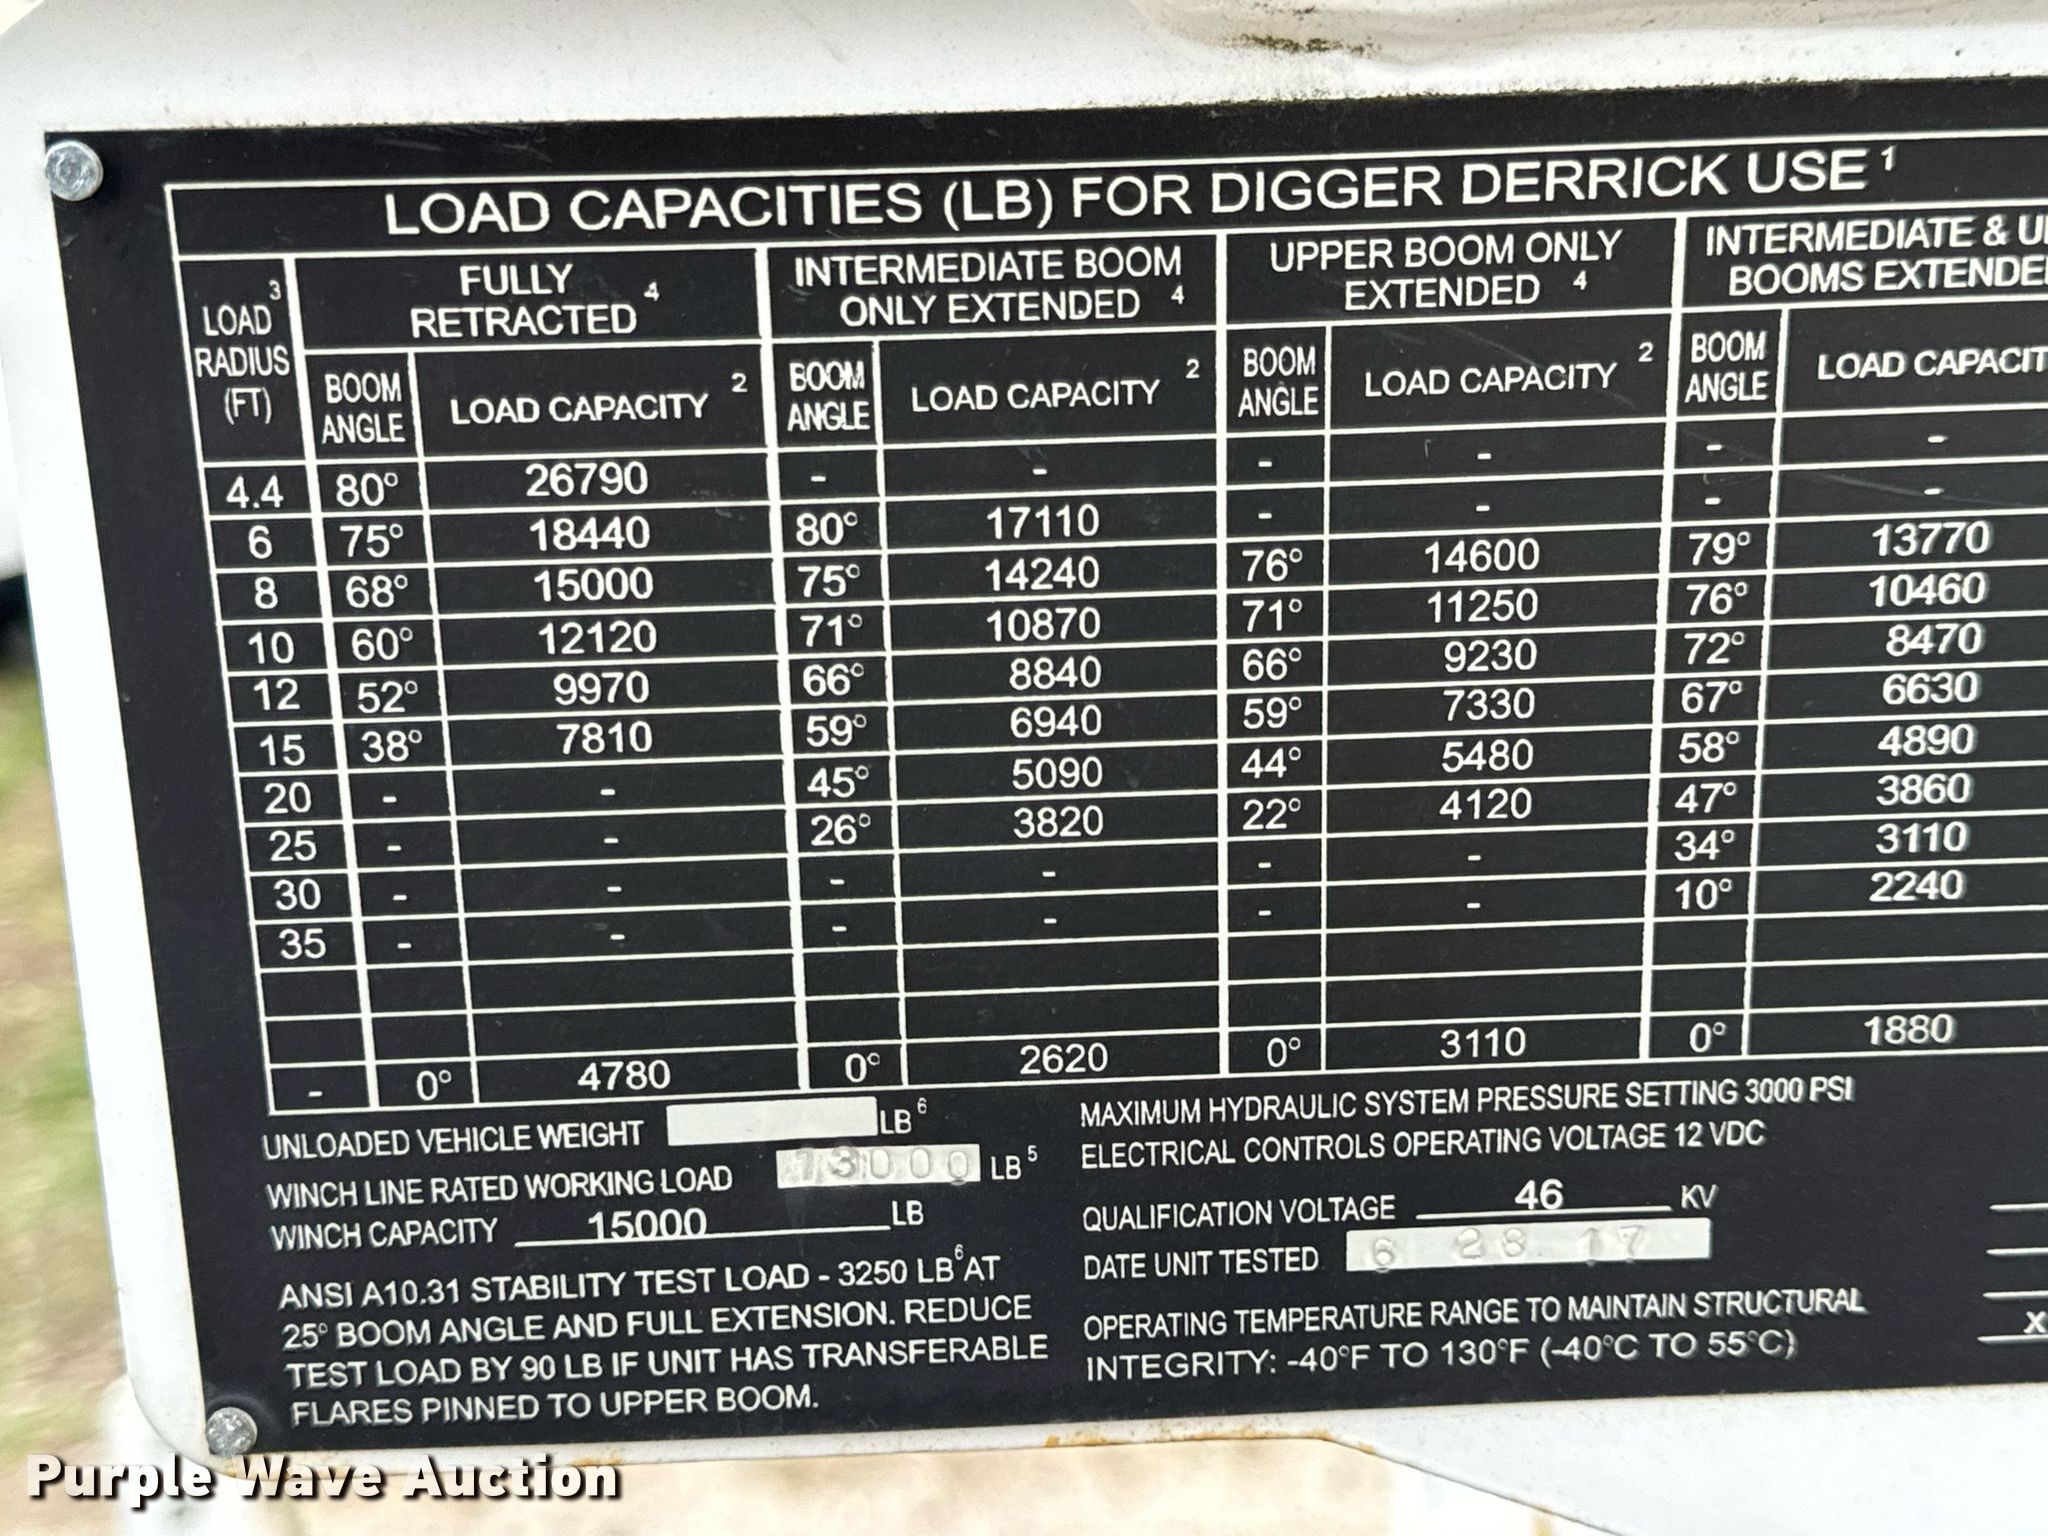 LOAD CAPACITIES (LB) FOR DIGGER DERRICK USE 1
LOAD 3 RADIUS (FT)
FULLY RETRACTED 4
INTERMEDIATE BOOM ONLY EXTENDED 4
UPPER BOOM ONLY EXTENDED 4
INTERMEDIATE &
BOOMS
BOOM ANGLE LOAD CAPACITY 2 BOOM ANGLE LOAD CAPACITY 2 BOOM ANGLE LOAD CAPACITY 2 BOOM ANGLE LOAD
4.4 80° 26790 - - - - - -
6 75° 18440 80° 17110 - - - -
8 68° 15000 75° 14240 76° 14600 79° 13770
10 60° 12120 71° 10870 71° 11250 76° 10460
12 52° 9970 66° 8840 66° 9230 72° 8470
15 38° 7810 59° 6940 59° 7330 67° 6630
20 - - 45° 5090 44° 5480 58° 4890
25 - - 26° 3820 22° 4120 47° 3860
30 - - - - - - 34° 3110
35 - - - - - - 10° 2240
- 0° 4780 0° 2620 0° 3110 0° 1880
UNLOADED VEHICLE WEIGHT LB 6
WINCH LINE RATED WORKING LOAD 13000 LB 5
WINCH CAPACITY 15000 LB
ANSI A10.31 STABILITY TEST LOAD - 3250 LB 6 AT
25° BOOM ANGLE AND FULL EXTENSION. REDUCE
TEST LOAD BY 90 LB IF UNIT HAS TRANSFERABLE
FLARES PINNED TO UPPER BOOM.
MAXIMUM HYDRAULIC SYSTEM PRESSURE SETTING 3000 PSI
ELECTRICAL CONTROLS OPERATING VOLTAGE 12 VDC
QUALIFICATION VOLTAGE 46 KV
DATE UNIT TESTED 6 28 17
OPERATING TEMPERATURE RANGE TO MAINTAIN STRUCTURAL
INTEGRITY: -40°F TO 130°F (-40°C TO 55°C)
X
Purple Wave Auction